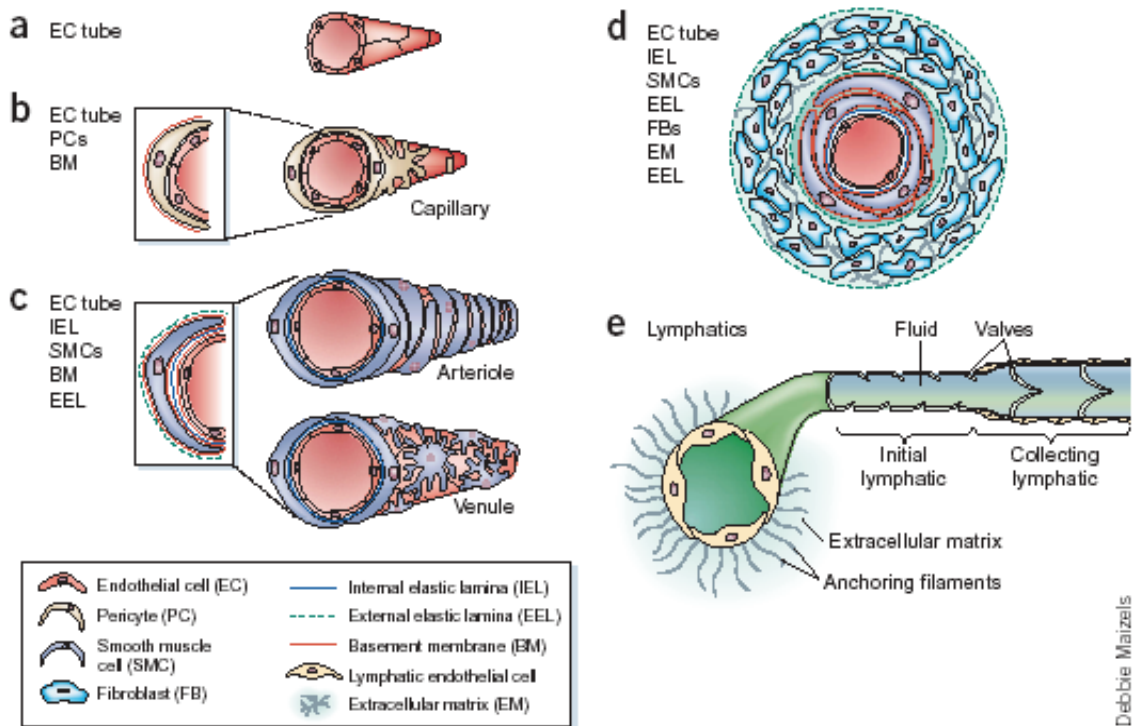 a
EC tube
b
EC tube
PCs
BM
Capillary
c
EC tube
IEL
SMCs
BM
EEL
Arteriole
Venule
d
EC tube
IEL
SMCs
EEL
FBs
EM
EEL
e
Lymphatics
Fluid
Valves
Initial
lymphatic
Collecting
lymphatic
Extracellular matrix
Anchoring filaments
Endothelial cell (EC)
Pericyte (PC)
Smooth muscle
cell (SMC)
Fibroblast (FB)
Internal elastic lamina (IEL)
External elastic lamina (EEL)
Basement membrane (BM)
Lymphatic endothelial cell
Extracellular matrix (EM)
Debbie Maizels